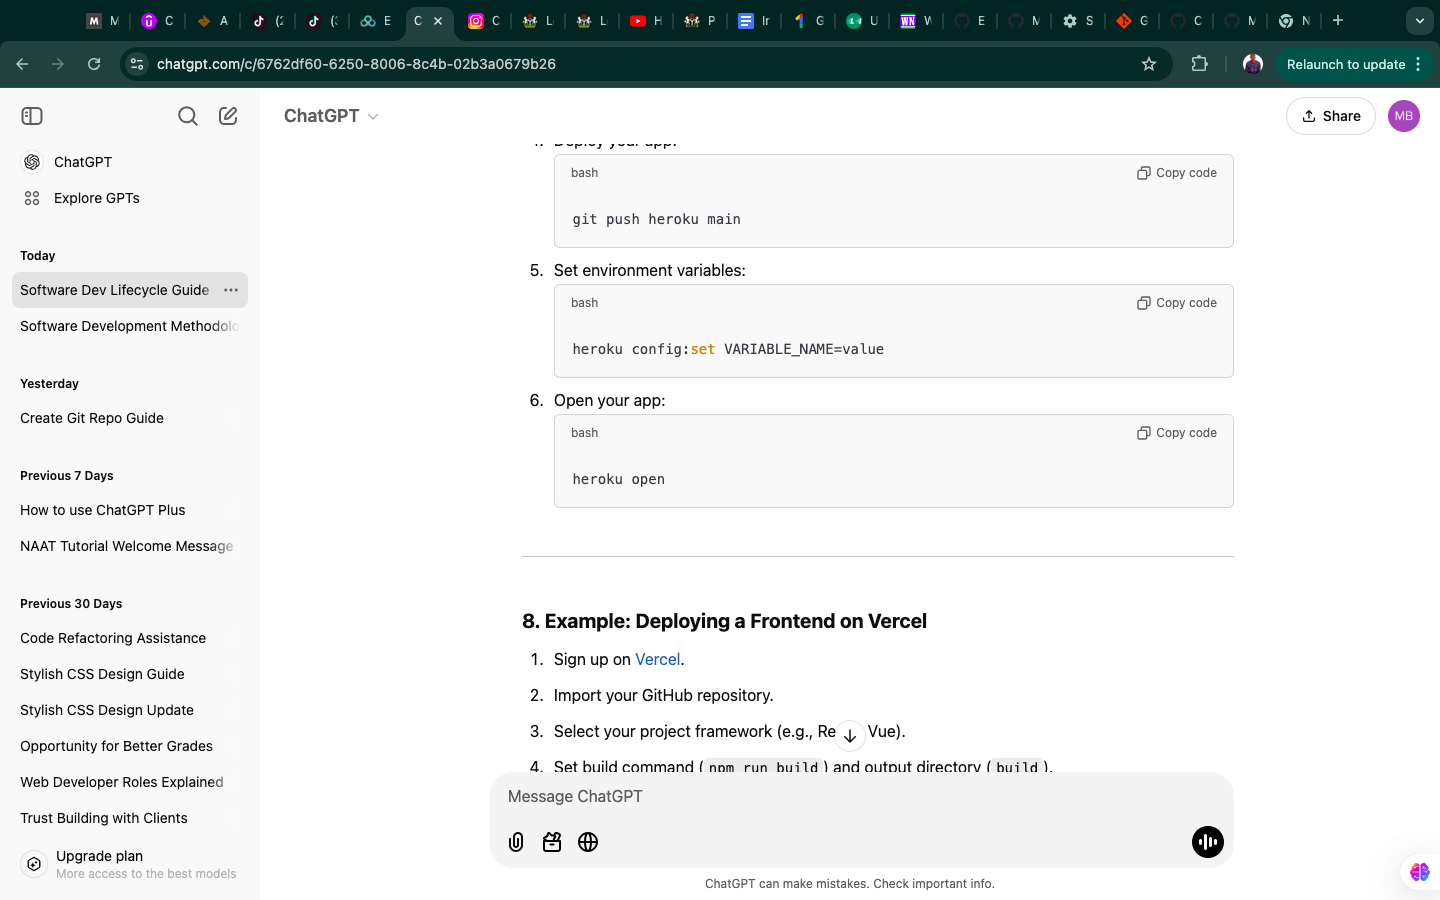 M
C
A
(2
(3
E
C
C
L
L
H
P
Ir
G
U
V
E
M
S
G
C
M
N
chatgpt.com/c/6762df60-6250-8006-8c4b-02b3a0679b26
Relaunch to update
ChatGPT
Share
MB
ChatGPT
Explore GPTs
Today
Software Dev Lifecycle Guide
Software Development Methodolo
Yesterday
Create Git Repo Guide
Previous 7 Days
How to use ChatGPT Plus
NAAT Tutorial Welcome Message
Previous 30 Days
Code Refactoring Assistance
Stylish CSS Design Guide
Stylish CSS Design Update
Opportunity for Better Grades
Web Developer Roles Explained
Trust Building with Clients
Upgrade plan
More access to the best models
Deploy your app:
bash
Copy code
git push heroku main
5. Set environment variables:
bash
Copy code
heroku config:set VARIABLE_NAME=value
6. Open your app:
bash
Copy code
heroku open
8. Example: Deploying a Frontend on Vercel
1. Sign up on Vercel.
2. Import your GitHub repository.
3. Select your project framework (e.g., Re Vue).
4. Set build command (npm run build) and output directory (build).
Message ChatGPT
ChatGPT can make mistakes. Check important info.